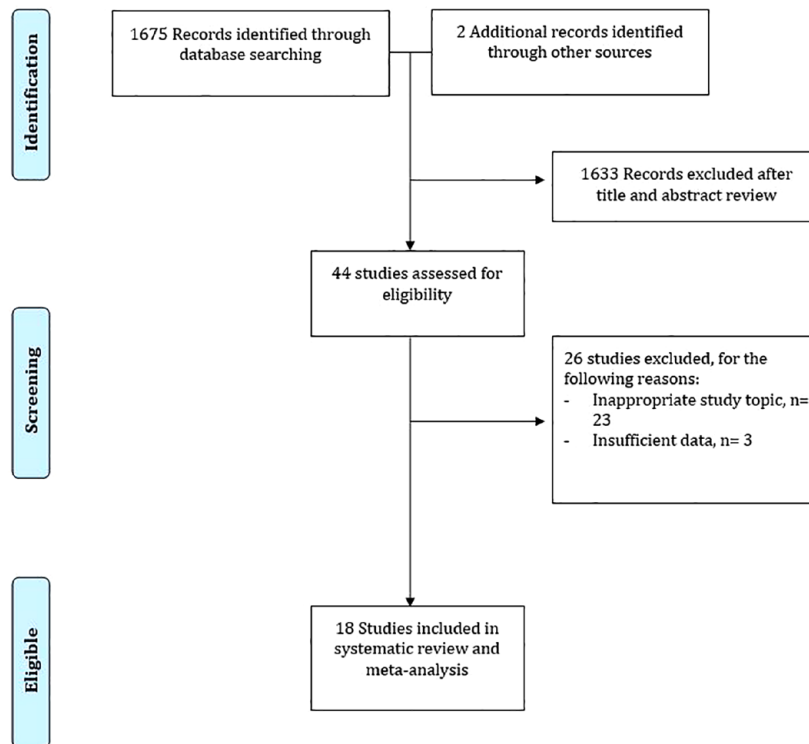 Identification
1675 Records identified through
database searching
2 Additional records identified
through other sources
1633 Records excluded after
title and abstract review
Screening
44 studies assessed for
eligibility
26 studies excluded, for the
following reasons:
- Inappropriate study topic, n=
23
- Insufficient data, n= 3
Eligible
18 Studies included in
systematic review and
meta-analysis